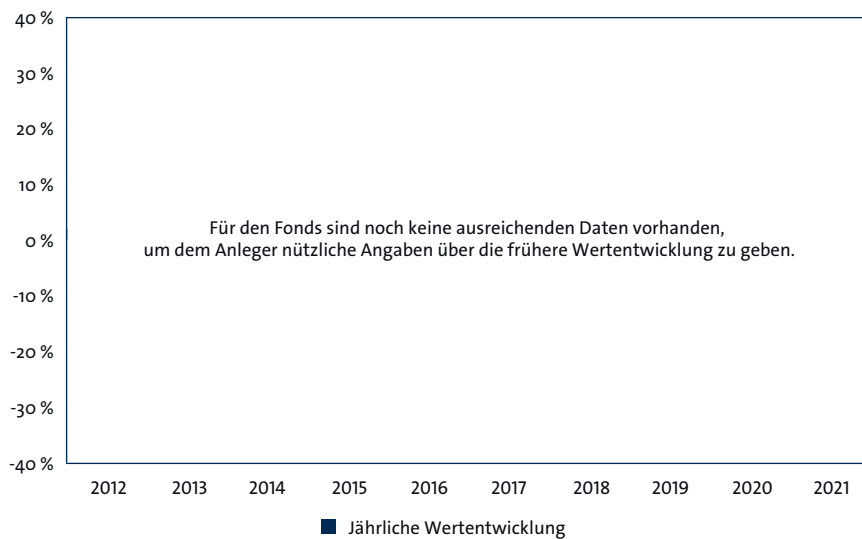 40 %
30 %
20 %
10 %
0 %
-10 %
-20 %
-30 %
-40 %
Für den Fonds sind noch keine ausreichenden Daten vorhanden,
um dem Anleger nützliche Angaben über die frühere Wertentwicklung zu geben.
2012 2013 2014 2015 2016 2017 2018 2019 2020 2021
Jährliche Wertentwicklung